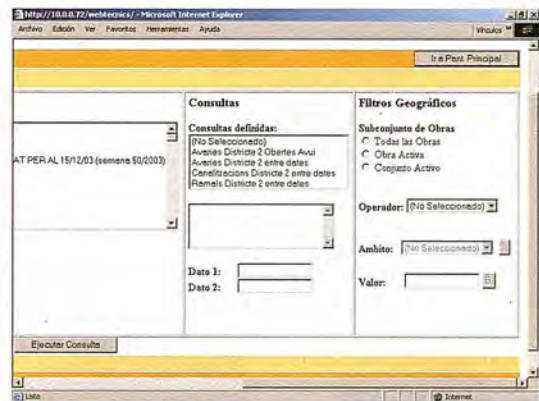 http://10.0.0.72/webtecnics/ - Microsoft Internet Explorer
Archivo Edición Ver Favoritos Herramientas Ayuda
Vínculos »
Ir a Pant. Principal
Consultas
Consultas definidas:
(No Seleccionado)
Avaries Districte 2 Obertes Avui
Avaries Districte 2 entre dates
Canalitzacions Districte 2 entre dates
Ramals Districte 2 entre dates
AT PER AL 15/12/03 (semana 50/2003)
Dato 1:
Dato 2:
Filtros Geográficos
Subconjunto de Obras
Todas las Obras
Obra Activa
Conjunto Activo
Operador: (No Seleccionado)
Ambito: (No Seleccionado)
Valor:
Ejecutar Consulta
Listo
Internet